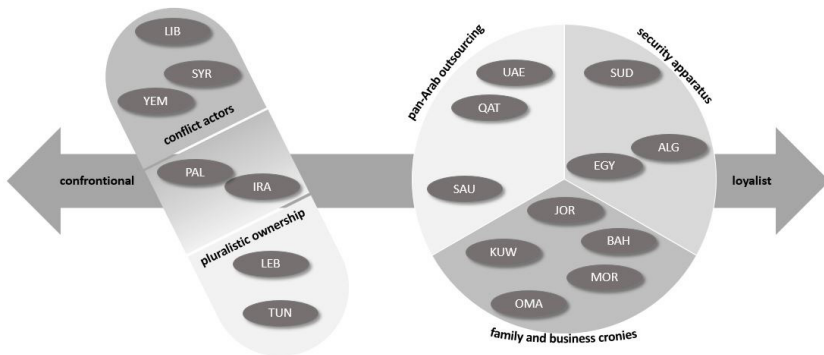 LIB
SYR
YEM
conflict actors
confrontional
PAL
IRA
pluralistic ownership
LEB
TUN
pan-Arab outsourcing
UAE
QAT
SAU
security apparatus
SUD
ALG
EGY
loyalist
JOR
BAH
KUW
MOR
OMA
family and business cronies